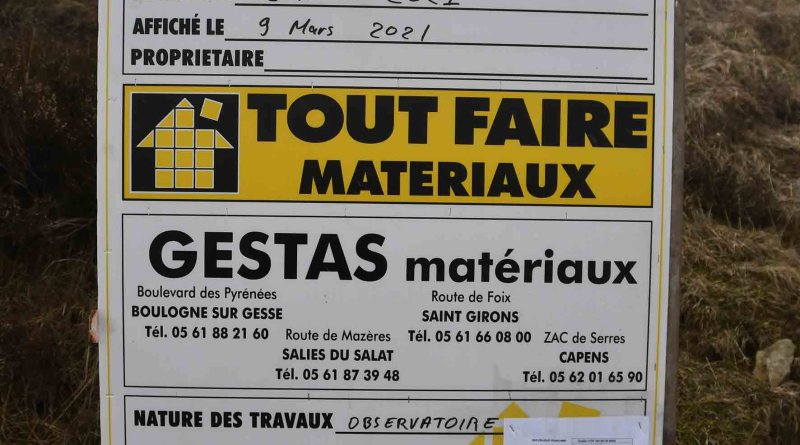 AFFICHÉ LE 9 Mars 2021
PROPRIETAIRE
TOUT FAIRE
MATERIAUX
GESTAS matériaux
Boulevard des Pyrénées
BOULOGNE SUR GESSE
Tél. 05 61 88 21 60
Route de Mazères
SALIES DU SALAT
Tél. 05 61 87 39 48
Route de Foix
SAINT GIRONS
Tél. 05 61 66 08 00
ZAC de Serres
CAPENS
Tél. 05 62 01 65 90
NATURE DES TRAVAUX OBSERVATOIRE